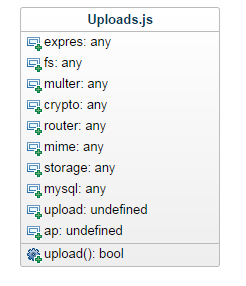 Uploads.js
expres: any
fs: any
multer: any
crypto: any
router: any
mime: any
storage: any
mysql: any
upload: undefined
ap: undefined
upload(): bool